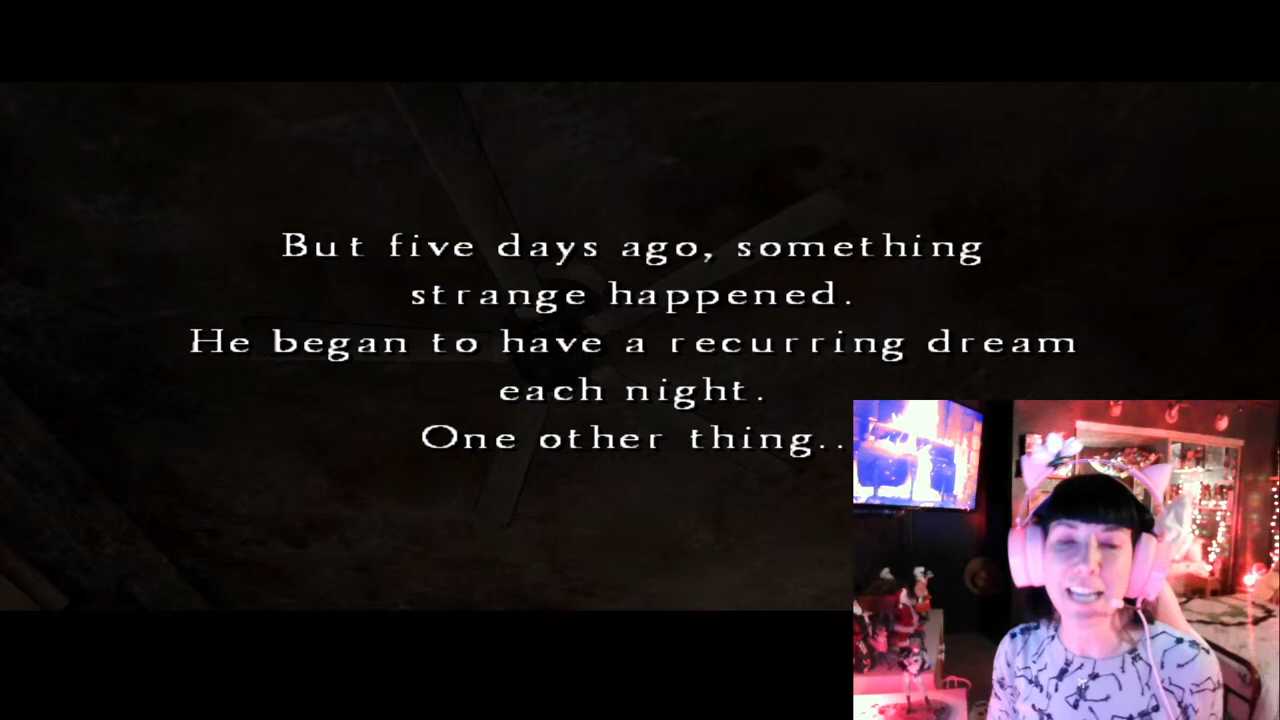 But five days ago, something
strange happened.
He began to have a recurring dream
each night.
One other thing..